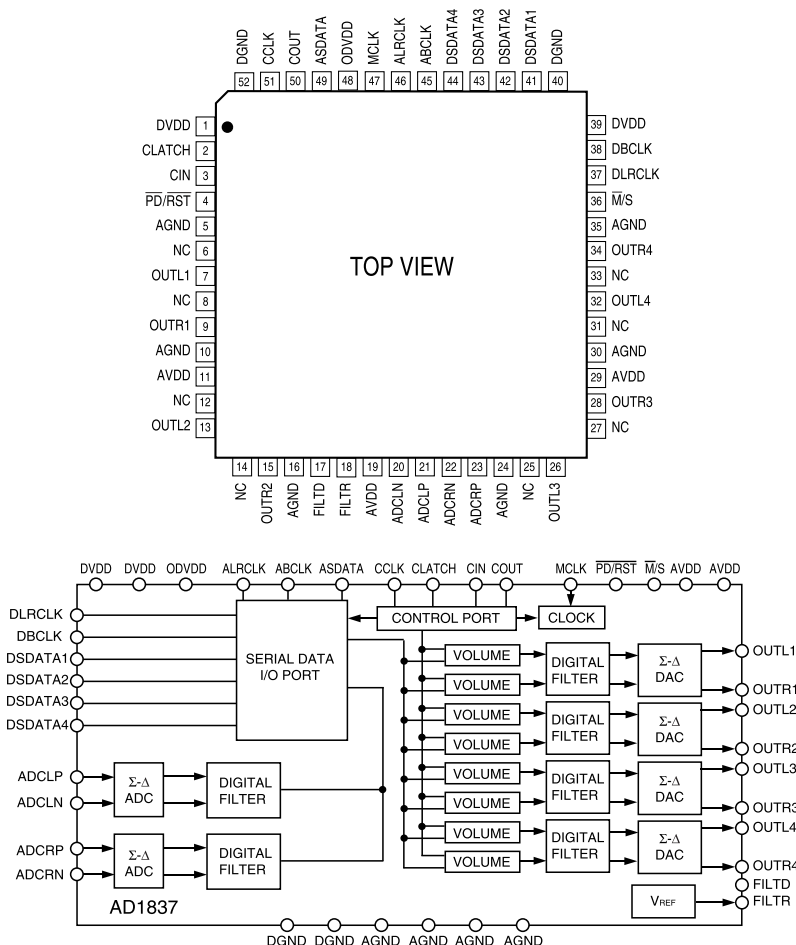 DGND
CCLK
COUT
ASDATA
ODVDD
MCLK
ALRCLK
ABCLK
DSDATA4
DSDATA3
DSDATA2
DSDATA1
DGND
52 51 50 49 48 47 46 45 44 43 42 41 40
DVDD 1
CLATCH 2
CIN 3
PD/RST 4
AGND 5
NC 6
OUTL1 7
NC 8
OUTR1 9
AGND 10
AVDD 11
NC 12
OUTL2 13
TOP VIEW
39 DVDD
38 DBCLK
37 DLRCLK
36 M/S
35 AGND
34 OUTR4
33 NC
32 OUTL4
31 NC
30 AGND
29 AVDD
28 OUTR3
27 NC
14 15 16 17 18 19 20 21 22 23 24 25 26
NC
OUTR2
AGND
FILTD
FILTR
AVDD
ADCLN
ADCLP
ADCRN
ADCRP
AGND
NC
OUTL3
DVDD DVDD ODVDD ALRCLK ABCLK ASDATA CCLK CLATCH CIN COUT MCLK PD/RST M/S AVDD AVDD
DLRCLK
DBCLK
DSDATA1
DSDATA2
DSDATA3
DSDATA4
ADCLP
ADCLN
ADCRP
ADCRN
SERIAL DATA
I/O PORT
CONTROL PORT
CLOCK
Σ-Δ
ADC
DIGITAL
FILTER
Σ-Δ
ADC
DIGITAL
FILTER
VOLUME
VOLUME
VOLUME
VOLUME
VOLUME
VOLUME
VOLUME
VOLUME
DIGITAL
FILTER
DIGITAL
FILTER
DIGITAL
FILTER
DIGITAL
FILTER
Σ-Δ
DAC
Σ-Δ
DAC
Σ-Δ
DAC
Σ-Δ
DAC
OUTL1
OUTR1
OUTL2
OUTR2
OUTL3
OUTR3
OUTL4
OUTR4
FILTD
FILTR
VREF
AD1837
DGND DGND AGND AGND AGND AGND